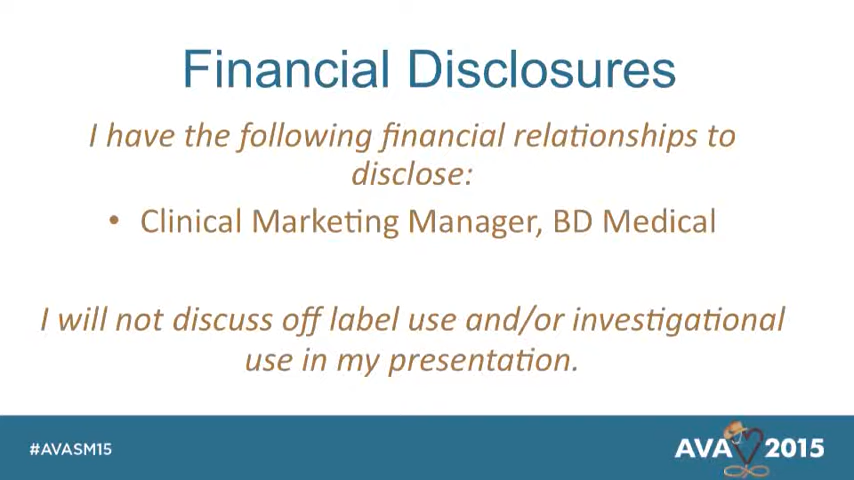 Financial Disclosures
I have the following financial relationships to
disclose:
• Clinical Marketing Manager, BD Medical
I will not discuss off label use and/or investigational
use in my presentation.
#AVASM15
AVA 2015